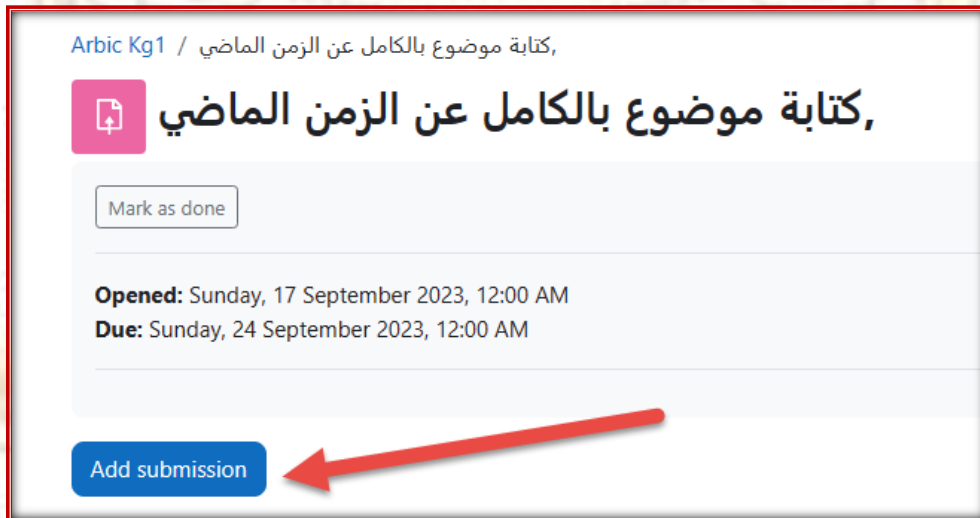 Arbic Kg1 / كتابة موضوع بالكامل عن الزمن الماضي,
كتابة موضوع بالكامل عن الزمن الماضي,
Mark as done
Opened: Sunday, 17 September 2023, 12:00 AM
Due: Sunday, 24 September 2023, 12:00 AM
Add submission